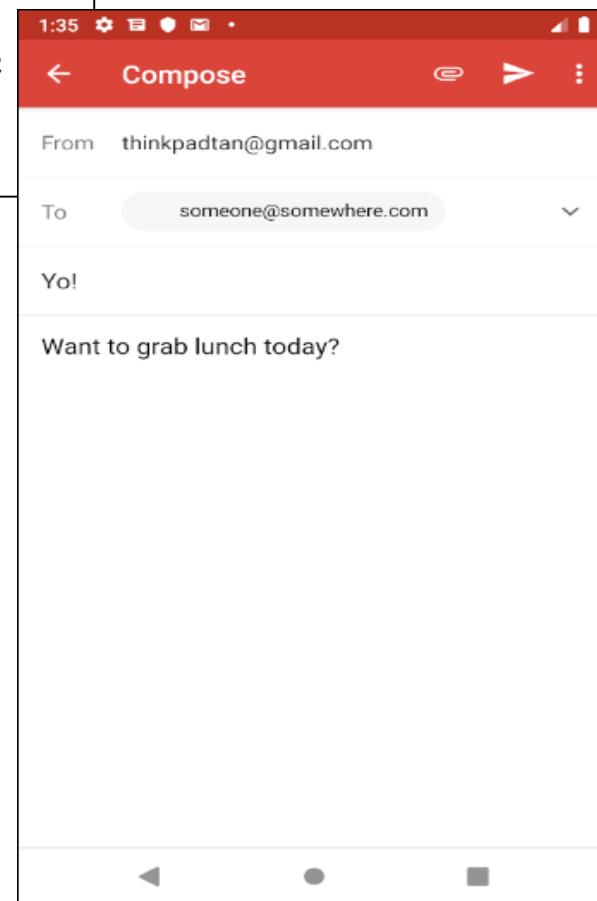 1:35
Compose
From thinkpadtan@gmail.com
To someone@somewhere.com
Yo!
Want to grab lunch today?